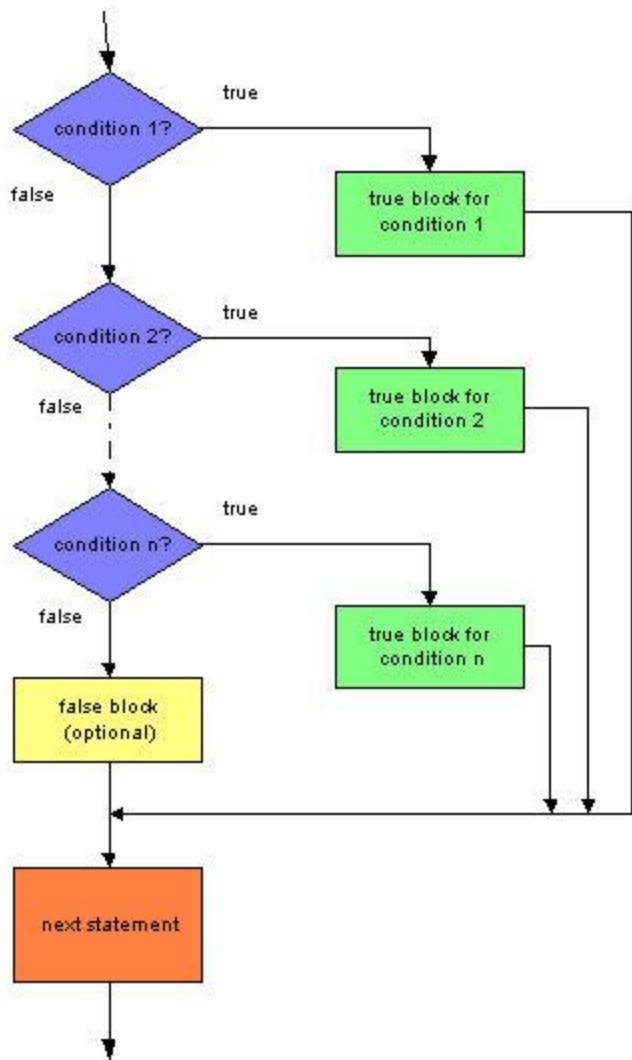 true
condition 1?
false
true block for
condition 1
true
condition 2?
false
true block for
condition 2
true
condition n?
false
true block for
condition n
false block
(optional)
next statement